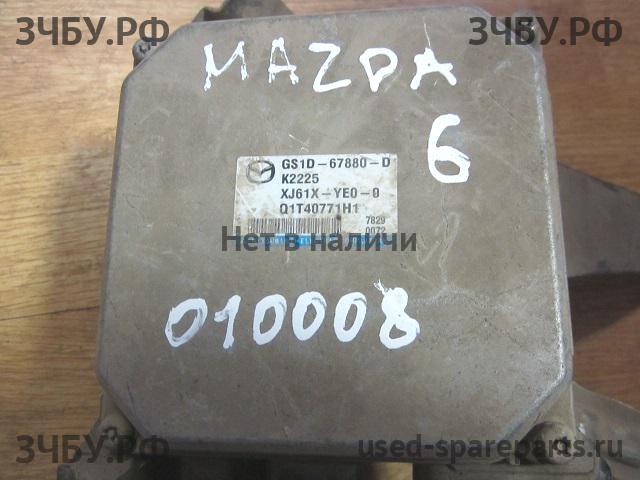 ЗЧБУ.РФ
ЗЧБУ.РФ
MAZDA
6
GS1D-67880-D
K2225
XJ61X-YE0-0
Q1T40771H1
7829
0072
Нет в наличи
010008
ЗЧБУ.РФ
used-spareparts.ru